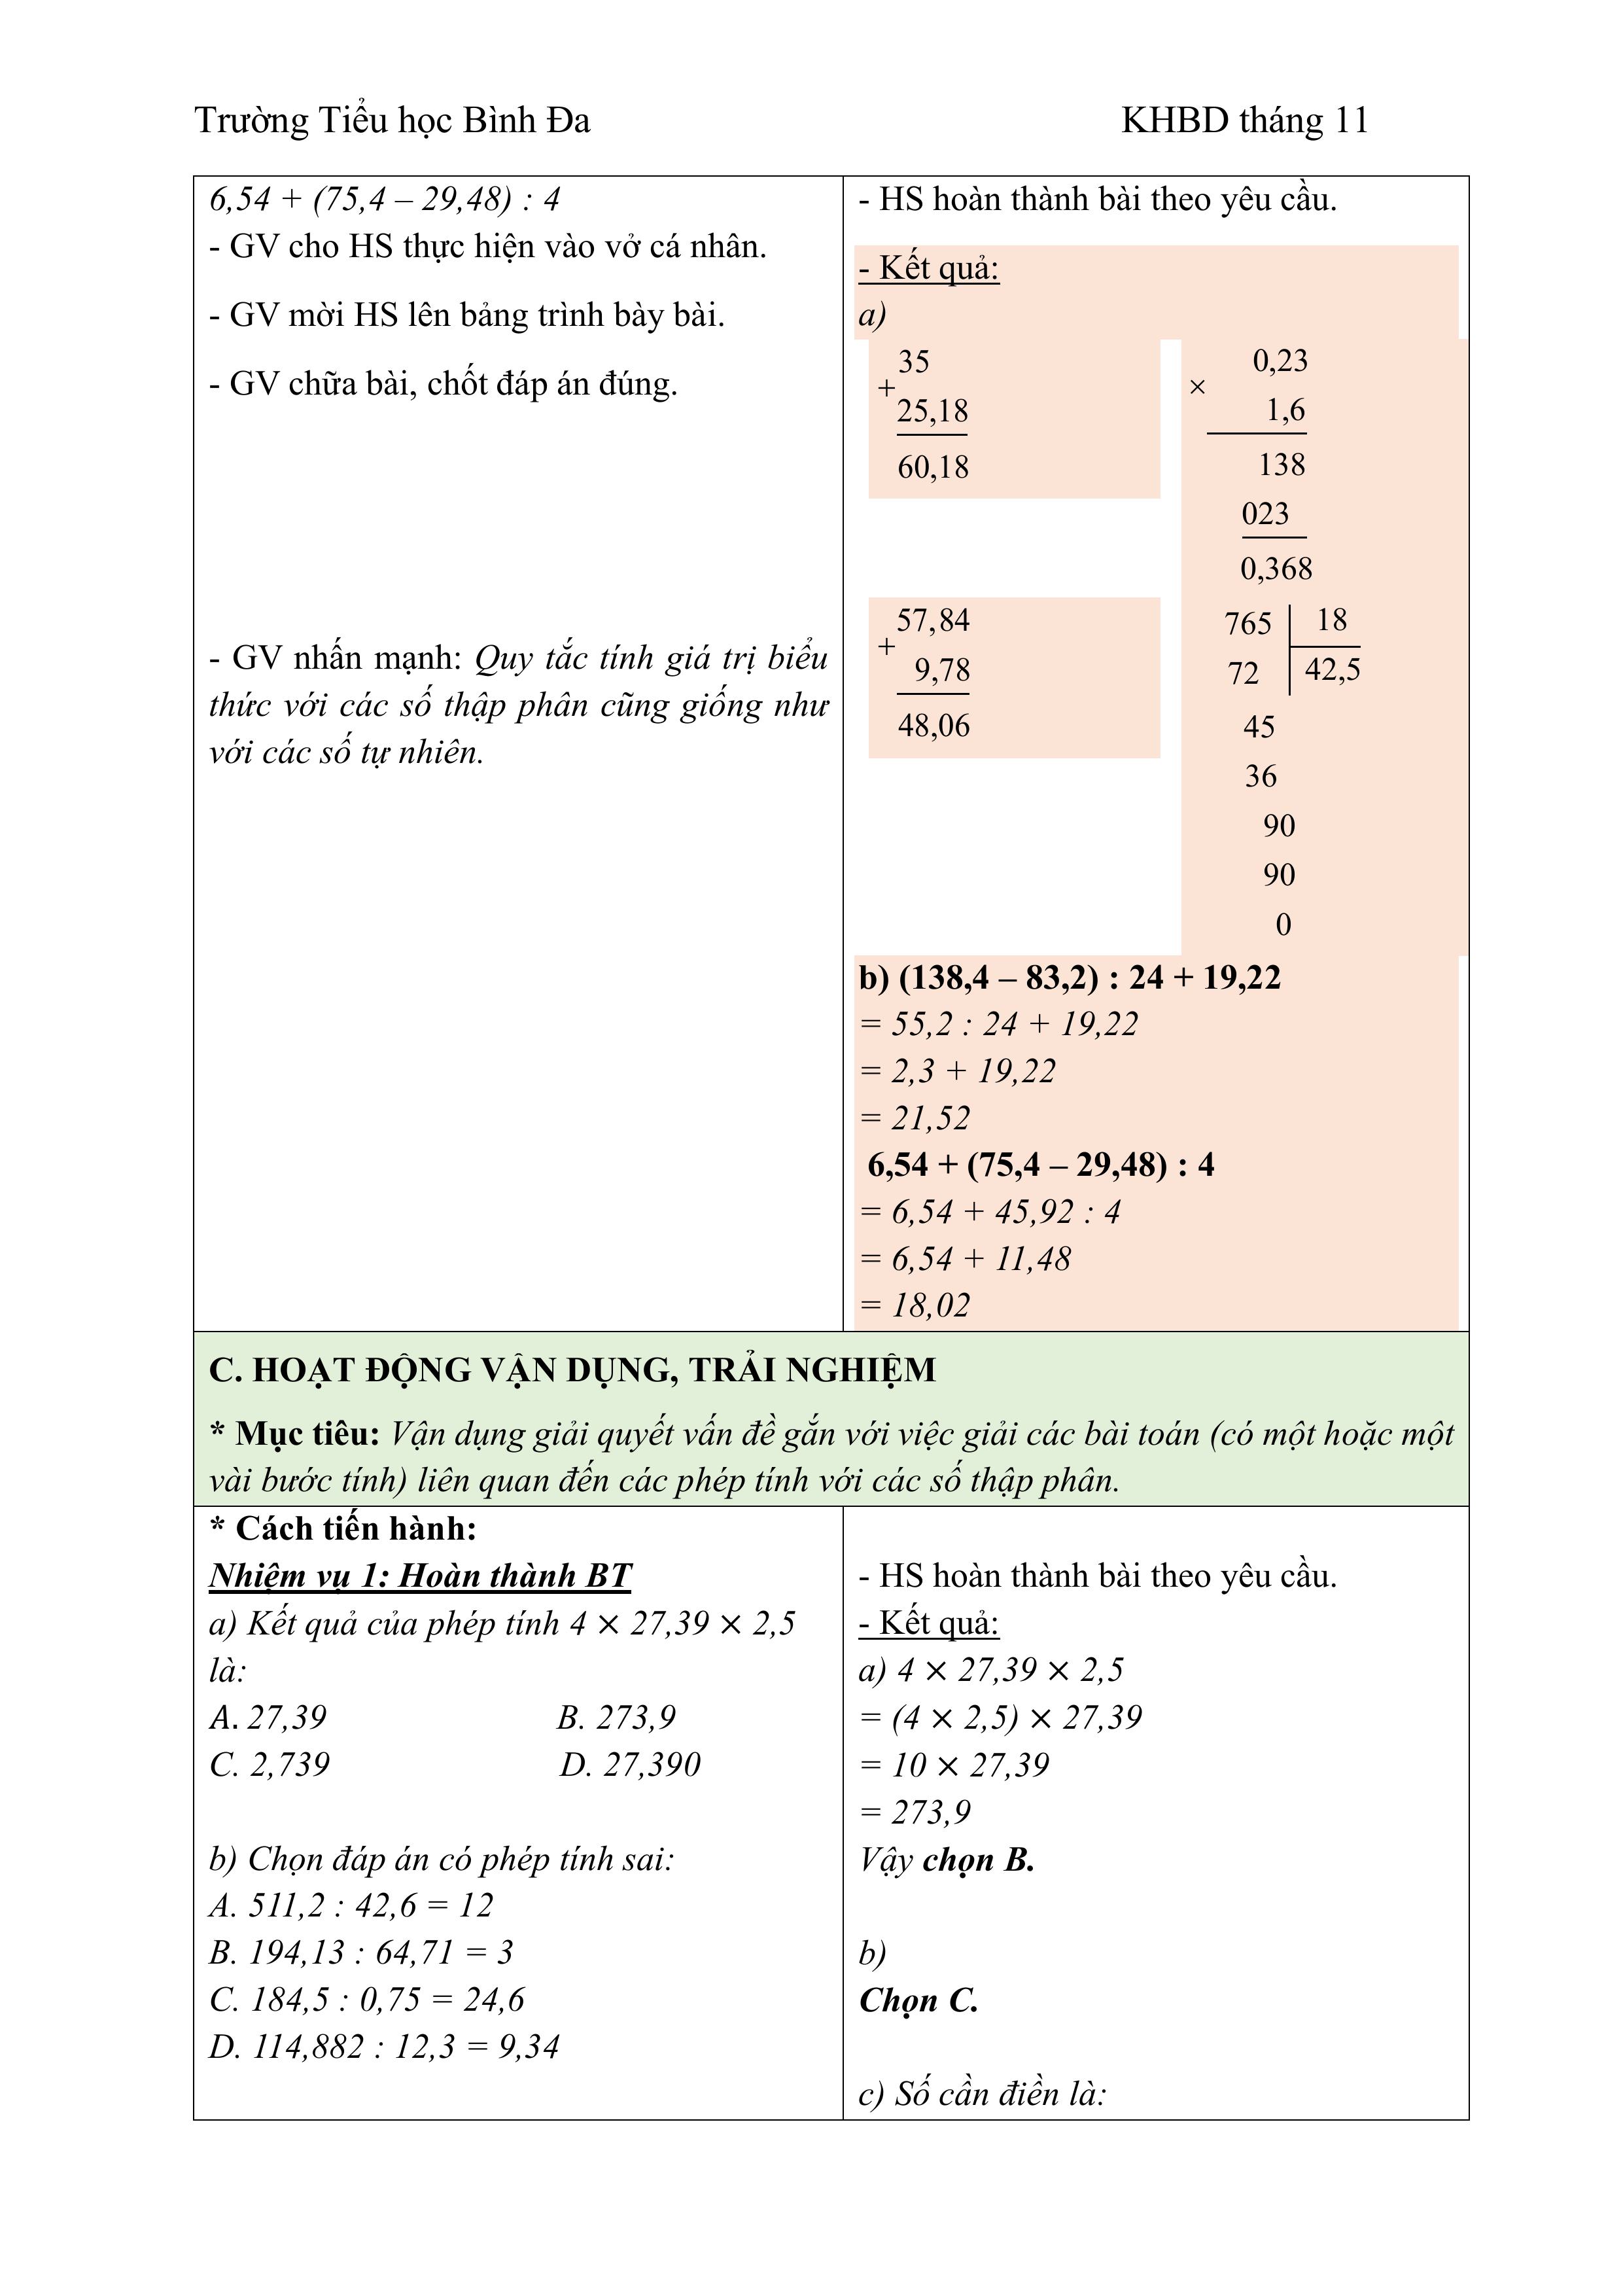 Trường Tiểu học Bình Đa KHBD tháng 11
6,54 + (75,4 – 29,48) : 4
- GV cho HS thực hiện vào vở cá nhân.
- GV mời HS lên bảng trình bày bài.
- GV chữa bài, chốt đáp án đúng.
- GV nhấn mạnh: Quy tắc tính giá trị biểu
thức với các số thập phân cũng giống như
với các số tự nhiên.
- HS hoàn thành bài theo yêu cầu.
- Kết quả:
a)
35
+
25,18
60,18
0,23
×
1,6
138
023
0,368
57,84
+
9,78
48,06
765 18
72 42,5
45
36
90
90
0
b) (138,4 – 83,2) : 24 + 19,22
= 55,2 : 24 + 19,22
= 2,3 + 19,22
= 21,52
6,54 + (75,4 – 29,48) : 4
= 6,54 + 45,92 : 4
= 6,54 + 11,48
= 18,02
C. HOẠT ĐỘNG VẬN DỤNG, TRẢI NGHIỆM
* Mục tiêu: Vận dụng giải quyết vấn đề gắn với việc giải các bài toán (có một hoặc một
vài bước tính) liên quan đến các phép tính với các số thập phân.
* Cách tiến hành:
Nhiệm vụ 1: Hoàn thành BT
a) Kết quả của phép tính 4 × 27,39 × 2,5
là:
A. 27,39 B. 273,9
C. 2,739 D. 27,390
b) Chọn đáp án có phép tính sai:
A. 511,2 : 42,6 = 12
B. 194,13 : 64,71 = 3
C. 184,5 : 0,75 = 24,6
D. 114,882 : 12,3 = 9,34
- HS hoàn thành bài theo yêu cầu.
- Kết quả:
a) 4 × 27,39 × 2,5
= (4 × 2,5) × 27,39
= 10 × 27,39
= 273,9
Vậy chọn B.
b)
Chọn C.
c) Số cần điền là: